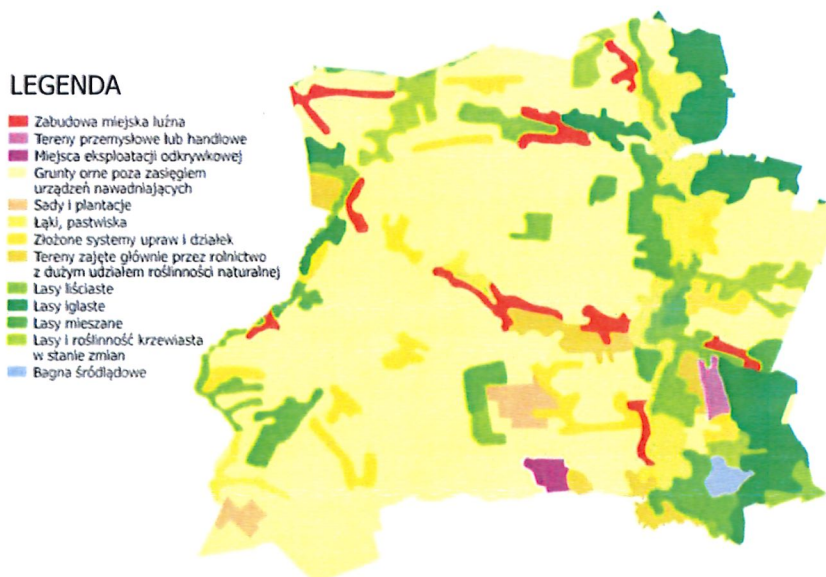 LEGENDA
Zabudowa miejska luźna
Tereny przemysłowe lub handlowe
Miejsca eksploatacji odkrywkowej
Grunty orne poza zasięgiem
urządzeń nawadniających
Sady i plantacje
Łąki, pastwiska
Złożone systemy upraw i działek
Tereny zajęte głównie przez rolnictwo
z dużym udziałem roślinności naturalnej
Lasy liściaste
Lasy iglaste
Lasy mieszane
Lasy i roślinność krzewiasta
w stanie zmian
Bagna śródlądowe